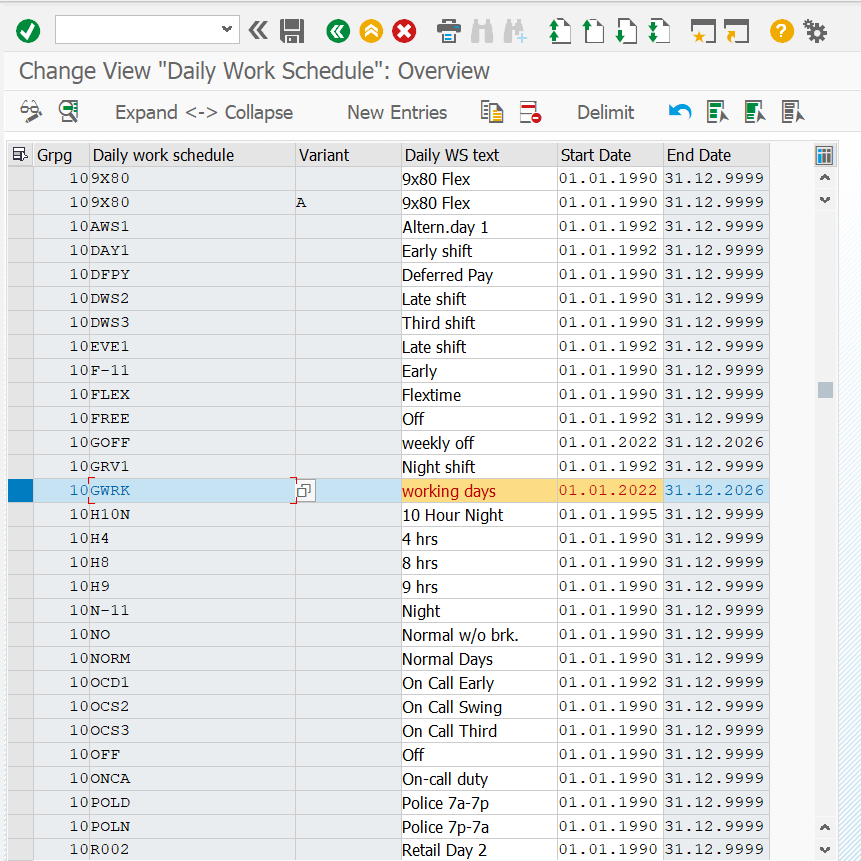 Change View "Daily Work Schedule": Overview
Expand <-> Collapse New Entries Delimit
Grpg Daily work schedule Variant Daily WS text Start Date End Date
10 9X80 9x80 Flex 01.01.1990 31.12.9999
10 9X80 A 9x80 Flex 01.01.1990 31.12.9999
10 AWS1 Altern.day 1 01.01.1992 31.12.9999
10 DAY1 Early shift 01.01.1992 31.12.9999
10 DFPY Deferred Pay 01.01.1990 31.12.9999
10 DWS2 Late shift 01.01.1990 31.12.9999
10 DWS3 Third shift 01.01.1990 31.12.9999
10 EVE1 Late shift 01.01.1992 31.12.9999
10 F-11 Early 01.01.1990 31.12.9999
10 FLEX Flextime 01.01.1990 31.12.9999
10 FREE Off 01.01.1992 31.12.9999
10 GOFF weekly off 01.01.2022 31.12.2026
10 GRV1 Night shift 01.01.1992 31.12.9999
10 GWRK working days 01.01.2022 31.12.2026
10 H10N 10 Hour Night 01.01.1995 31.12.9999
10 H4 4 hrs 01.01.1990 31.12.9999
10 H8 8 hrs 01.01.1990 31.12.9999
10 H9 9 hrs 01.01.1990 31.12.9999
10 N-11 Night 01.01.1990 31.12.9999
10 NO Normal w/o brk. 01.01.1990 31.12.9999
10 NORM Normal Days 01.01.1990 31.12.9999
10 OCD1 On Call Early 01.01.1992 31.12.9999
10 OCS2 On Call Swing 01.01.1990 31.12.9999
10 OCS3 On Call Third 01.01.1990 31.12.9999
10 OFF Off 01.01.1990 31.12.9999
10 ONCA On-call duty 01.01.1990 31.12.9999
10 POLD Police 7a-7p 01.01.1990 31.12.9999
10 POLN Police 7p-7a 01.01.1990 31.12.9999
10 R002 Retail Day 2 01.01.1990 31.12.9999